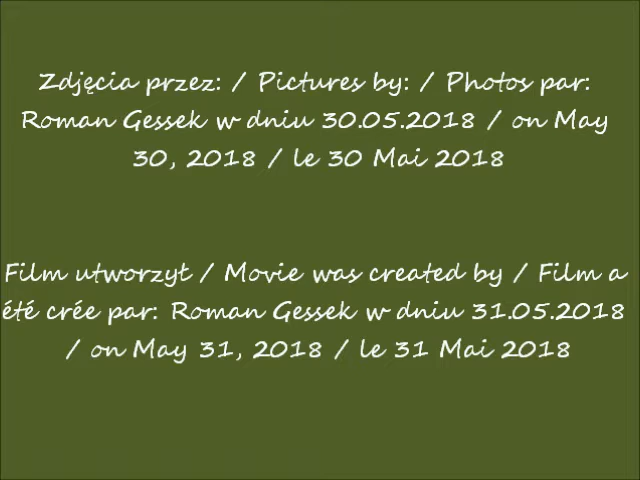 Zdjęcia przez: / Pictures by: / Photos par:
Roman Gessek w dniu 30.05.2018 / on May
30, 2018 / le 30 Mai 2018
Film utworzył / Movie was created by / Film a
été crée par: Roman Gessek w dniu 31.05.2018
/ on May 31, 2018 / le 31 Mai 2018